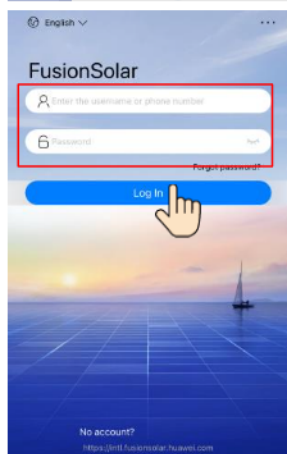 English
FusionSolar
Enter the username or phone number
Password
Forgot password?
Log In
No account?
https://intl.fusionsolar.huawei.com